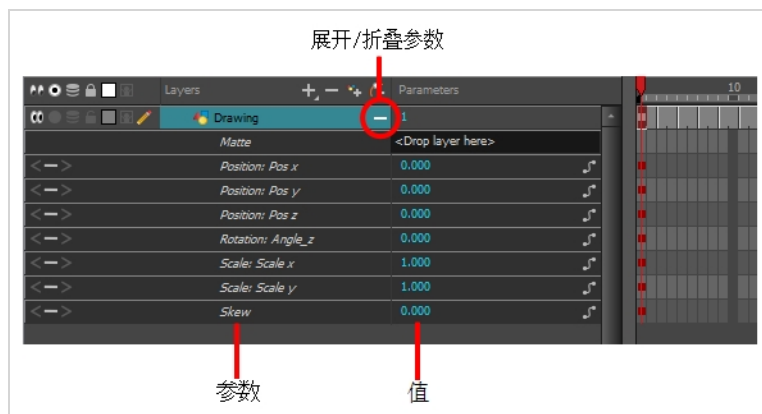 展开/折叠参数
Layers Parameters 10
Drawing 1
Matte <Drop layer here>
Position: Pos x 0.000
Position: Pos y 0.000
Position: Pos z 0.000
Rotation: Angle_z 0.000
Scale: Scale x 1.000
Scale: Scale y 1.000
Skew 0.000
参数 值